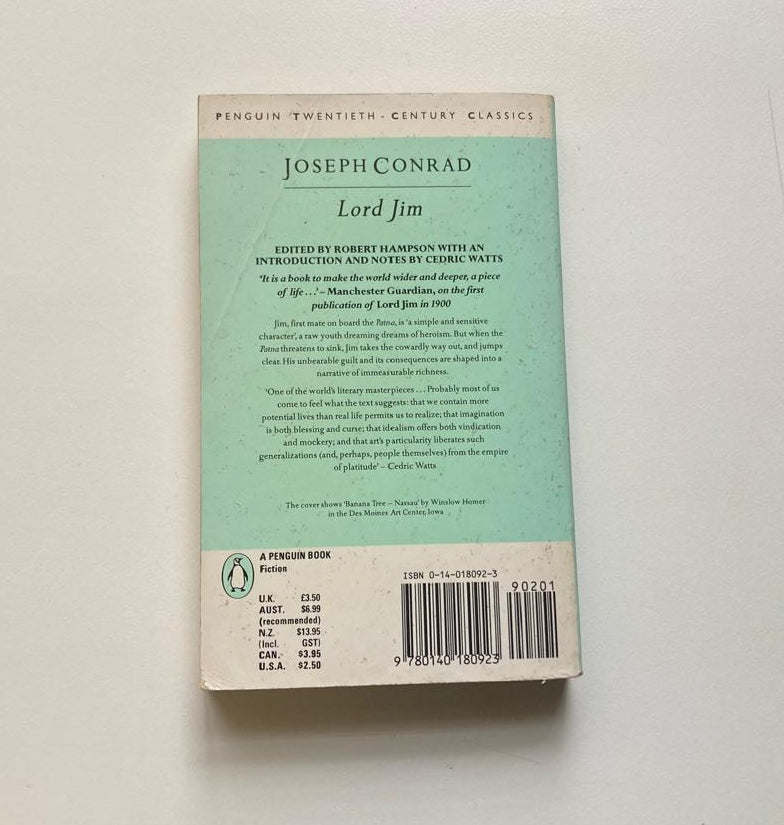 PENGUIN TWENTIETH-CENTURY CLASSICS
JOSEPH CONRAD
Lord Jim
EDITED BY ROBERT HAMPSON WITH AN
INTRODUCTION AND NOTES BY CEDRIC WATTS
'It is a book to make the world wider and deeper, a piece
of life...' – Manchester Guardian, on the first
publication of Lord Jim in 1900
Jim, first mate on board the Patna, is 'a simple and sensitive
character', a raw youth dreaming dreams of heroism. But when the
Patna threatens to sink, Jim takes the cowardly way out, and jumps
clear. His unbearable guilt and its consequences are shaped into a
narrative of immeasurable richness.
'One of the world's literary masterpieces... Probably most of us
come to feel what the text suggests: that we contain more
potential lives than real life permits us to realize; that imagination
is both blessing and curse; that idealism offers both vindication
and mockery; and that art's particularity liberates such
generalizations (and, perhaps, people themselves) from the empire
of platitude' – Cedric Watts
The cover shows 'Banana Tree – Nassau' by Winslow Homer
in the Des Moines Art Center, Iowa
A PENGUIN BOOK
Fiction
U.K. £3.50
AUST. $6.99
(recommended)
N.Z. $13.95
(Incl. GST)
CAN. $3.95
U.S.A. $2.50
ISBN 0-14-018092-3
90201
9 780140 180923